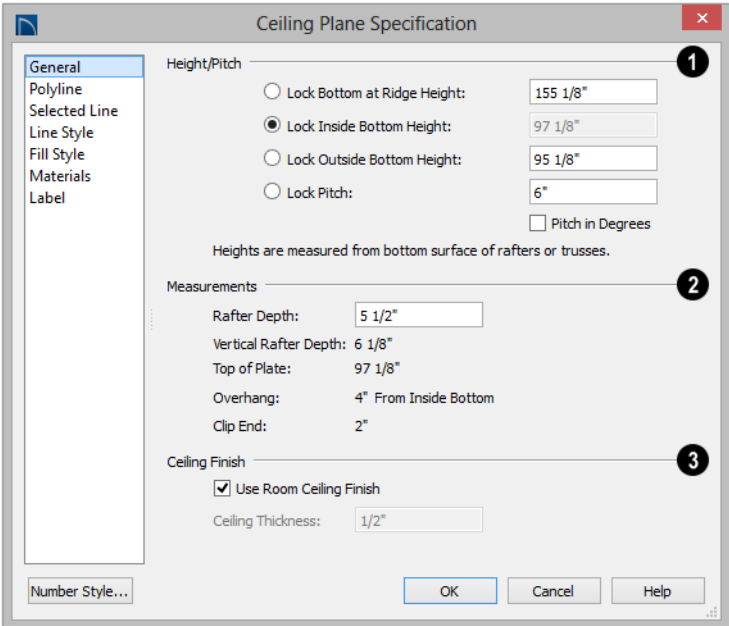 Ceiling Plane Specification
×
General
Polyline
Selected Line
Line Style
Fill Style
Materials
Label
Height/Pitch 1
Lock Bottom at Ridge Height: 155 1/8"
Lock Inside Bottom Height: 97 1/8"
Lock Outside Bottom Height: 95 1/8"
Lock Pitch: 6"
Pitch in Degrees
Heights are measured from bottom surface of rafters or trusses.
Measurements 2
Rafter Depth: 5 1/2"
Vertical Rafter Depth: 6 1/8"
Top of Plate: 97 1/8"
Overhang: 4" From Inside Bottom
Clip End: 2"
Ceiling Finish 3
Use Room Ceiling Finish
Ceiling Thickness: 1/2"
Number Style... OK Cancel Help